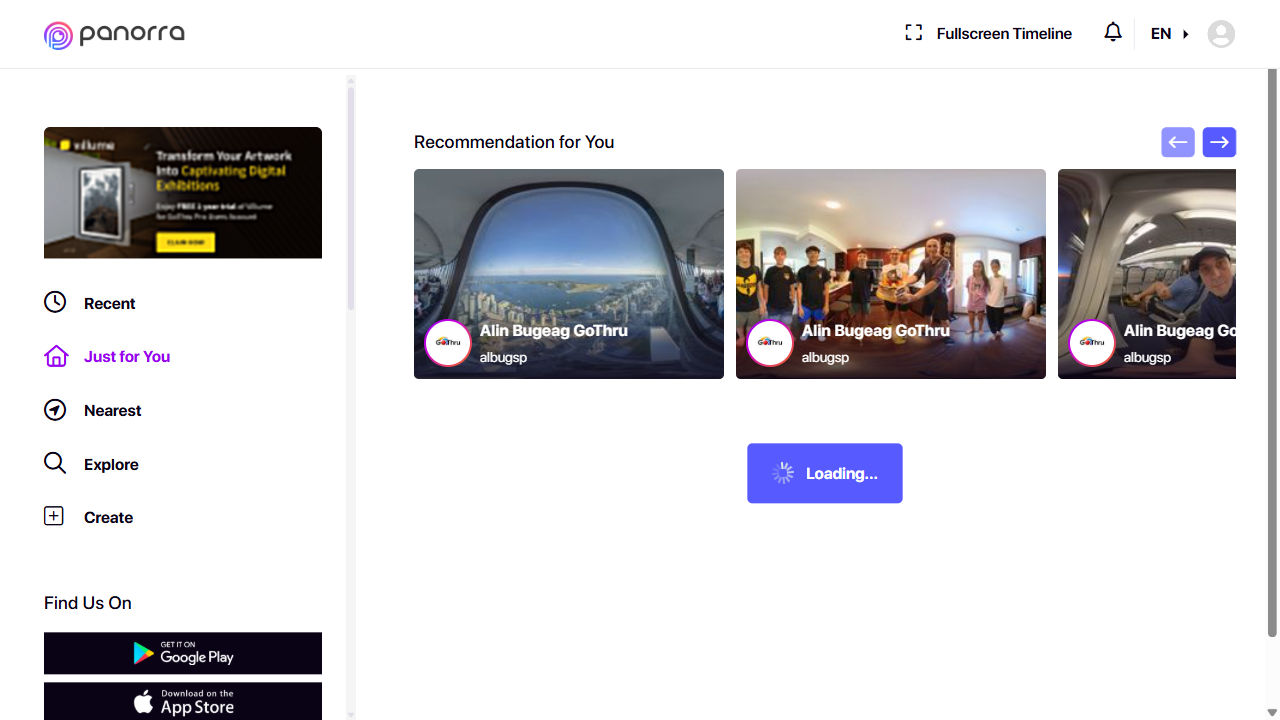 panorra
Fullscreen Timeline
EN
villume
Transform Your Artwork
Into Captivating Digital
Exhibitions
Enjoy FREE 1-year trial of Villume
for GoThru Pro Users Account
CLAIM NOW
Recent
Just for You
Nearest
Explore
Create
Find Us On
GET IT ON
Google Play
Download on the
App Store
Recommendation for You
GoThru
Alin Bugeag GoThru
albugsp
GoThru
Alin Bugeag GoThru
albugsp
GoThru
Alin Bugeag Go
albugsp
Loading...